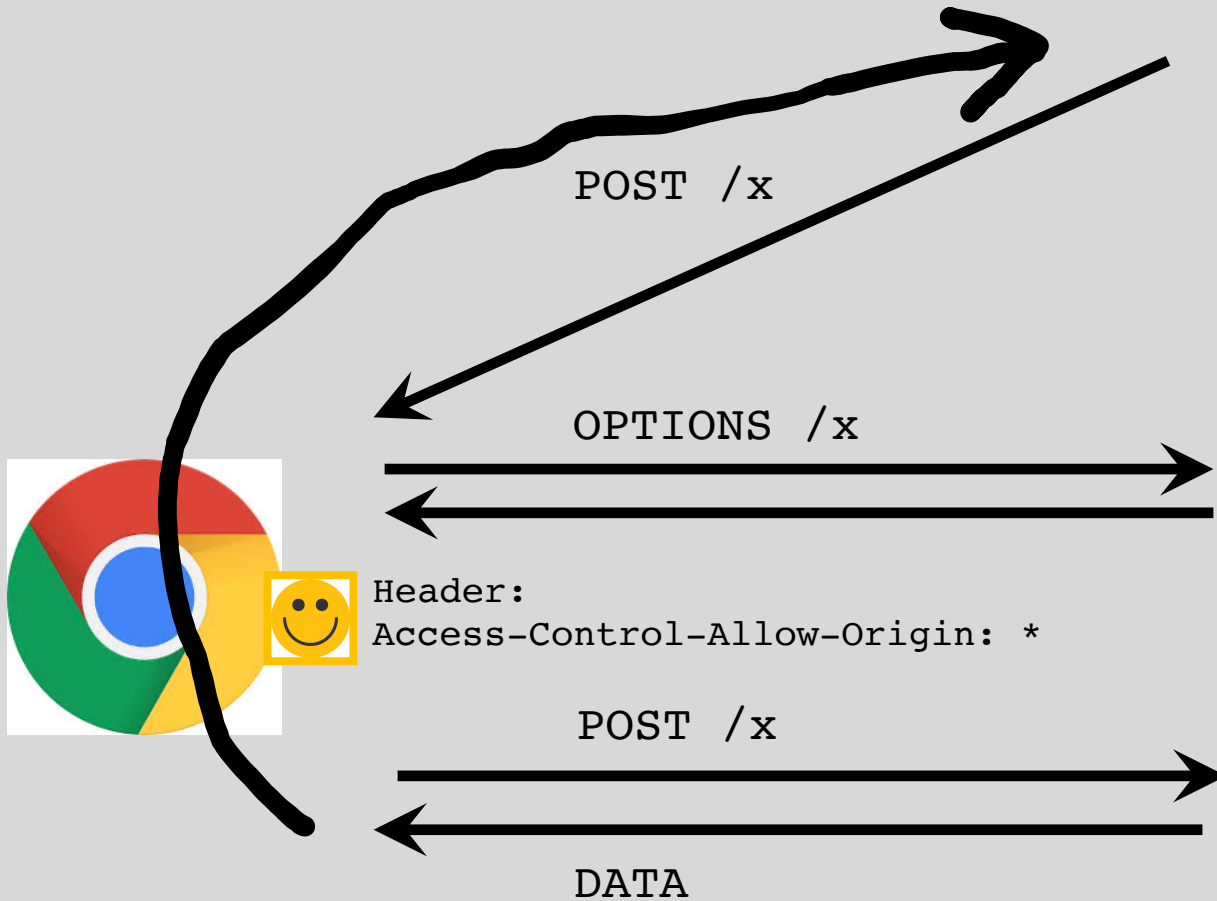 POST /x
OPTIONS /x
Header:
Access-Control-Allow-Origin: *
POST /x
DATA